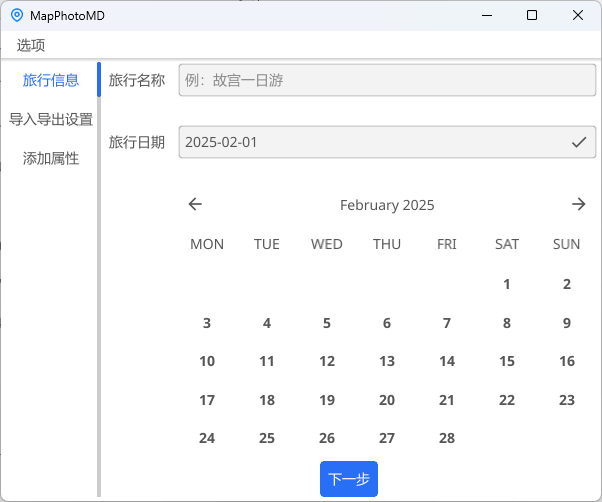 MapPhotoMD
选项
旅行信息
导入导出设置
添加属性
旅行名称
例：故宫一日游
旅行日期
2025-02-01
February 2025
MON TUE WED THU FRI SAT SUN
1 2
3 4 5 6 7 8 9
10 11 12 13 14 15 16
17 18 19 20 21 22 23
24 25 26 27 28
下一步